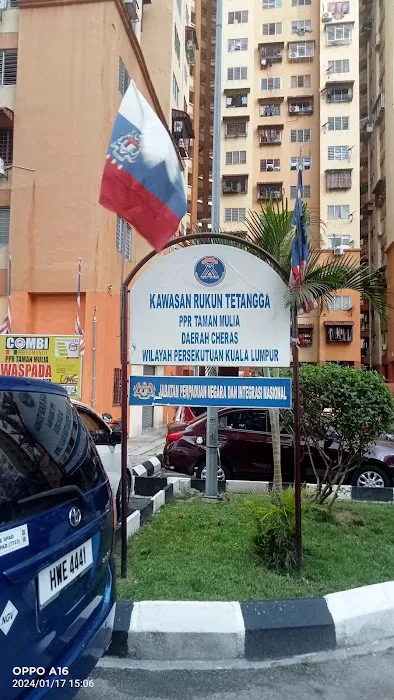 KAWASAN RUKUN TETANGGA
PPR TAMAN MULIA
DAERAH CHERAS
WILAYAH PERSEKUTUAN KUALA LUMPUR
JABATAN PERPADUAN NEGARA DAN INTEGRASI NASIONAL
COMBI
PPR TAMAN MULIA
WASPADA
HWE 4441
NGV
OPPO A16
2024/01/17 15:06